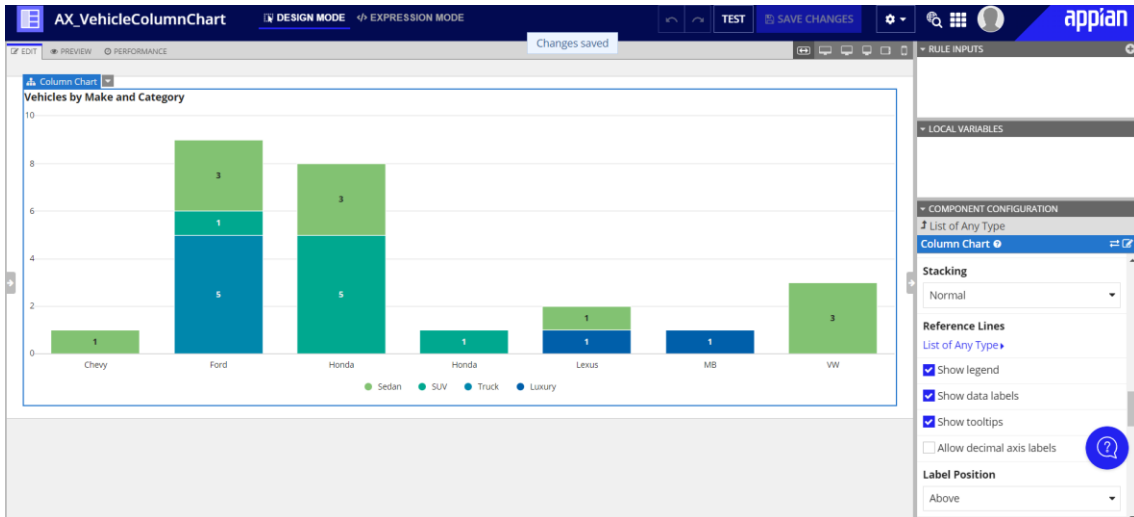 AX_VehicleColumnChart DESIGN MODE </> EXPRESSION MODE TEST SAVE CHANGES appian
EDIT PREVIEW PERFORMANCE Changes saved
Column Chart
Vehicles by Make and Category
10
8
6
4
2
0
1
3
1
5
3
5
1
1
1
1
3
Chevy Ford Honda Honda Lexus MB VW
Sedan SUV Truck Luxury
RULE INPUTS
LOCAL VARIABLES
COMPONENT CONFIGURATION
List of Any Type
Column Chart
Stacking
Normal
Reference Lines
List of Any Type
Show legend
Show data labels
Show tooltips
Allow decimal axis labels
Label Position
Above